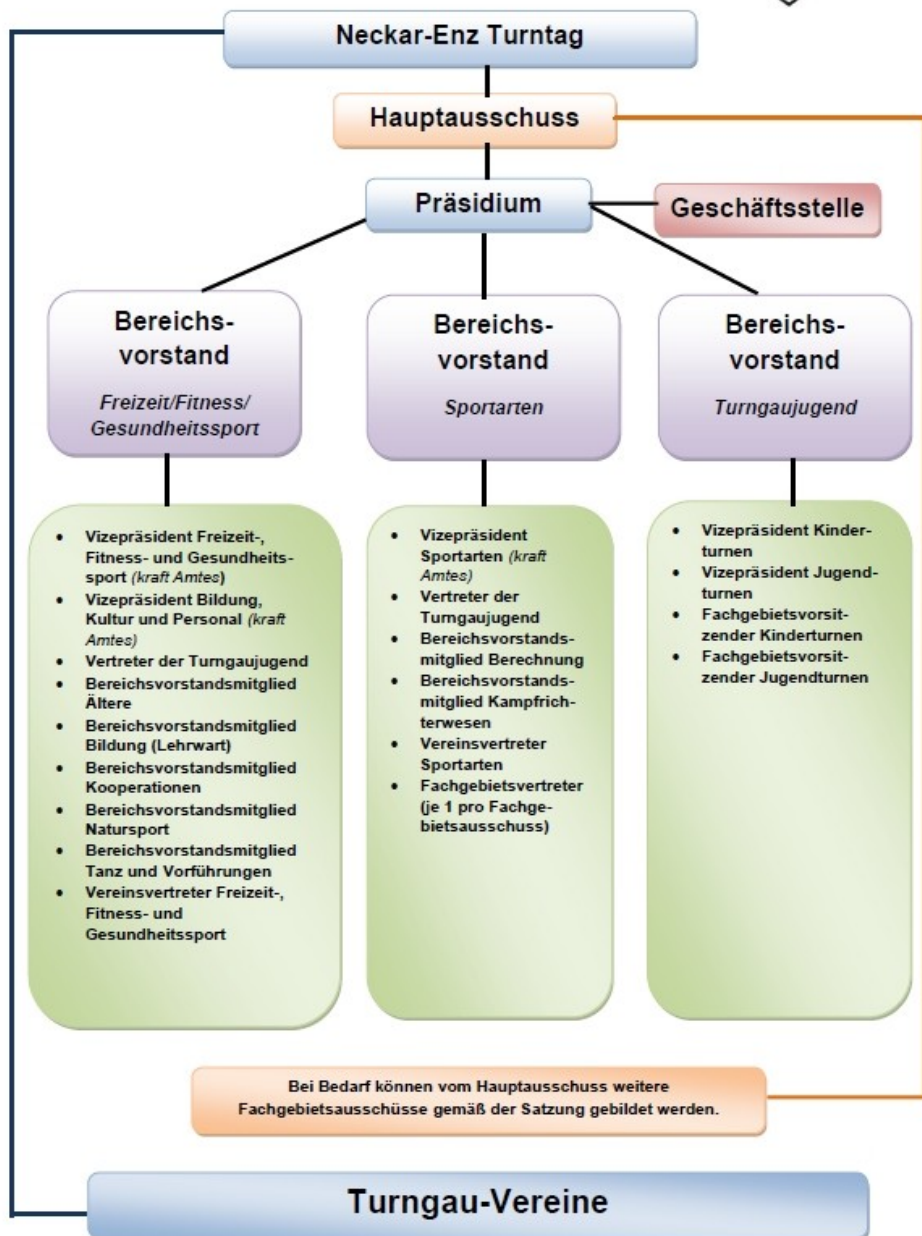 Neckar-Enz Turntag
Hauptausschuss
Präsidium
Geschäftsstelle
Bereichs-
vorstand
Freizeit/Fitness/
Gesundheitssport
Bereichs-
vorstand
Sportarten
Bereichs-
vorstand
Turngaujugend
• Vizepräsident Freizeit-,
Fitness- und Gesundheits-
sport (kraft Amtes)
• Vizepräsident Bildung,
Kultur und Personal (kraft
Amtes)
• Vertreter der Turngaujugend
• Bereichsvorstandsmitglied
Ältere
• Bereichsvorstandsmitglied
Bildung (Lehrwart)
• Bereichsvorstandsmitglied
Kooperationen
• Bereichsvorstandsmitglied
Natursport
• Bereichsvorstandsmitglied
Tanz und Vorführungen
• Vereinsvertreter Freizeit-,
Fitness- und
Gesundheitssport
• Vizepräsident
Sportarten (kraft
Amtes)
• Vertreter der
Turngaujugend
• Bereichsvorstands-
mitglied Berechnung
• Bereichsvorstands-
mitglied Kampfrich-
terwesen
• Vereinsvertreter
Sportarten
• Fachgebietsvertreter
(je 1 pro Fachge-
bietsausschuss)
• Vizepräsident Kinder-
turnen
• Vizepräsident Jugend-
turnen
• Fachgebietsvorsit-
zender Kinderturnen
• Fachgebietsvorsit-
zender Jugendturnen
Bei Bedarf können vom Hauptausschuss weitere
Fachgebietsausschüsse gemäß der Satzung gebildet werden.
Turngau-Vereine